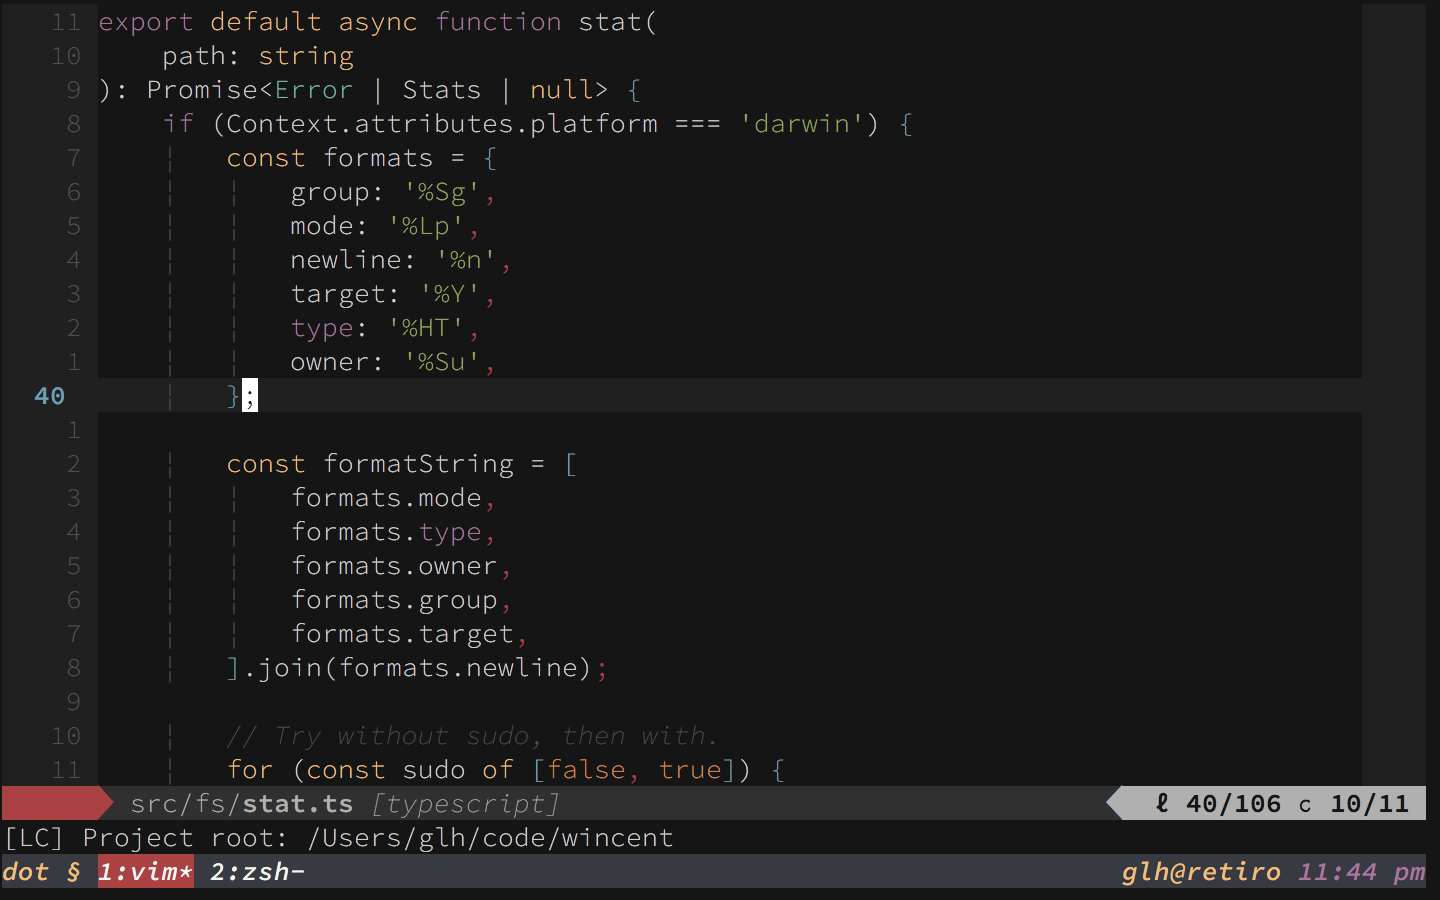 11 export default async function stat(
10     path: string
9 ): Promise<Error | Stats | null> {
8     if (Context.attributes.platform === 'darwin') {
7         const formats = {
6             group: '%Sg',
5             mode: '%Lp',
4             newline: '%n',
3             target: '%Y',
2             type: '%HT',
1             owner: '%Su',
40         };
1
2         const formatString = [
3             formats.mode,
4             formats.type,
5             formats.owner,
6             formats.group,
7             formats.target,
8         ].join(formats.newline);
9
10         // Try without sudo, then with.
11         for (const sudo of [false, true]) {
src/fs/stat.ts [typescript] ℓ 40/106 c 10/11
[LC] Project root: /Users/glh/code/wincent
dot § 1:vim* 2:zsh- glh@retiro 11:44 pm